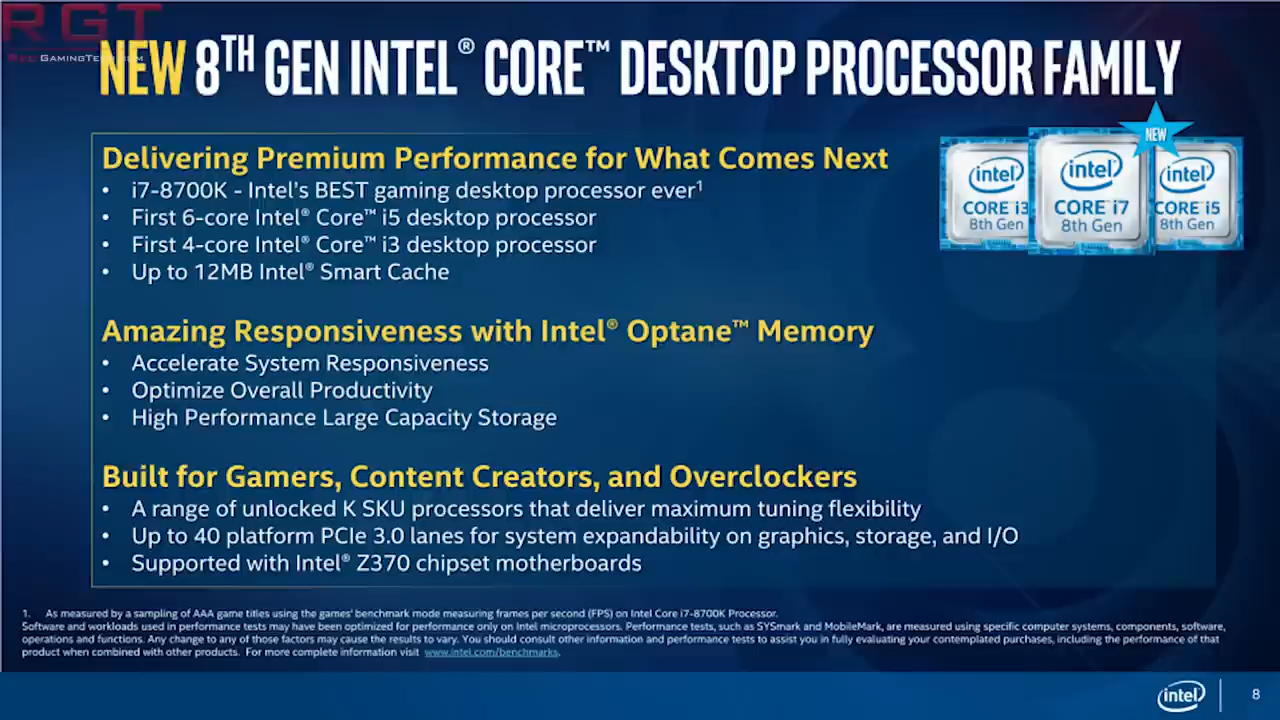 RGT
RedGamingTech.com
NEW 8TH GEN INTEL® CORE™ DESKTOP PROCESSOR FAMILY
NEW
Delivering Premium Performance for What Comes Next
• i7-8700K - Intel's BEST gaming desktop processor ever1
• First 6-core Intel® Core™ i5 desktop processor
• First 4-core Intel® Core™ i3 desktop processor
• Up to 12MB Intel® Smart Cache
intel
CORE i3
8th Gen
intel
CORE i7
8th Gen
intel
CORE i5
8th Gen
Amazing Responsiveness with Intel® Optane™ Memory
• Accelerate System Responsiveness
• Optimize Overall Productivity
• High Performance Large Capacity Storage
Built for Gamers, Content Creators, and Overclockers
• A range of unlocked K SKU processors that deliver maximum tuning flexibility
• Up to 40 platform PCIe 3.0 lanes for system expandability on graphics, storage, and I/O
• Supported with Intel® Z370 chipset motherboards
1. As measured by a sampling of AAA game titles using the games' benchmark mode measuring frames per second (FPS) on Intel Core i7-8700K Processor.
Software and workloads used in performance tests may have been optimized for performance only on Intel microprocessors. Performance tests, such as SYSmark and MobileMark, are measured using specific computer systems, components, software,
operations and functions. Any change to any of those factors may cause the results to vary. You should consult other information and performance tests to assist you in fully evaluating your contemplated purchases, including the performance of that
product when combined with other products. For more complete information visit www.intel.com/benchmarks.
intel
8